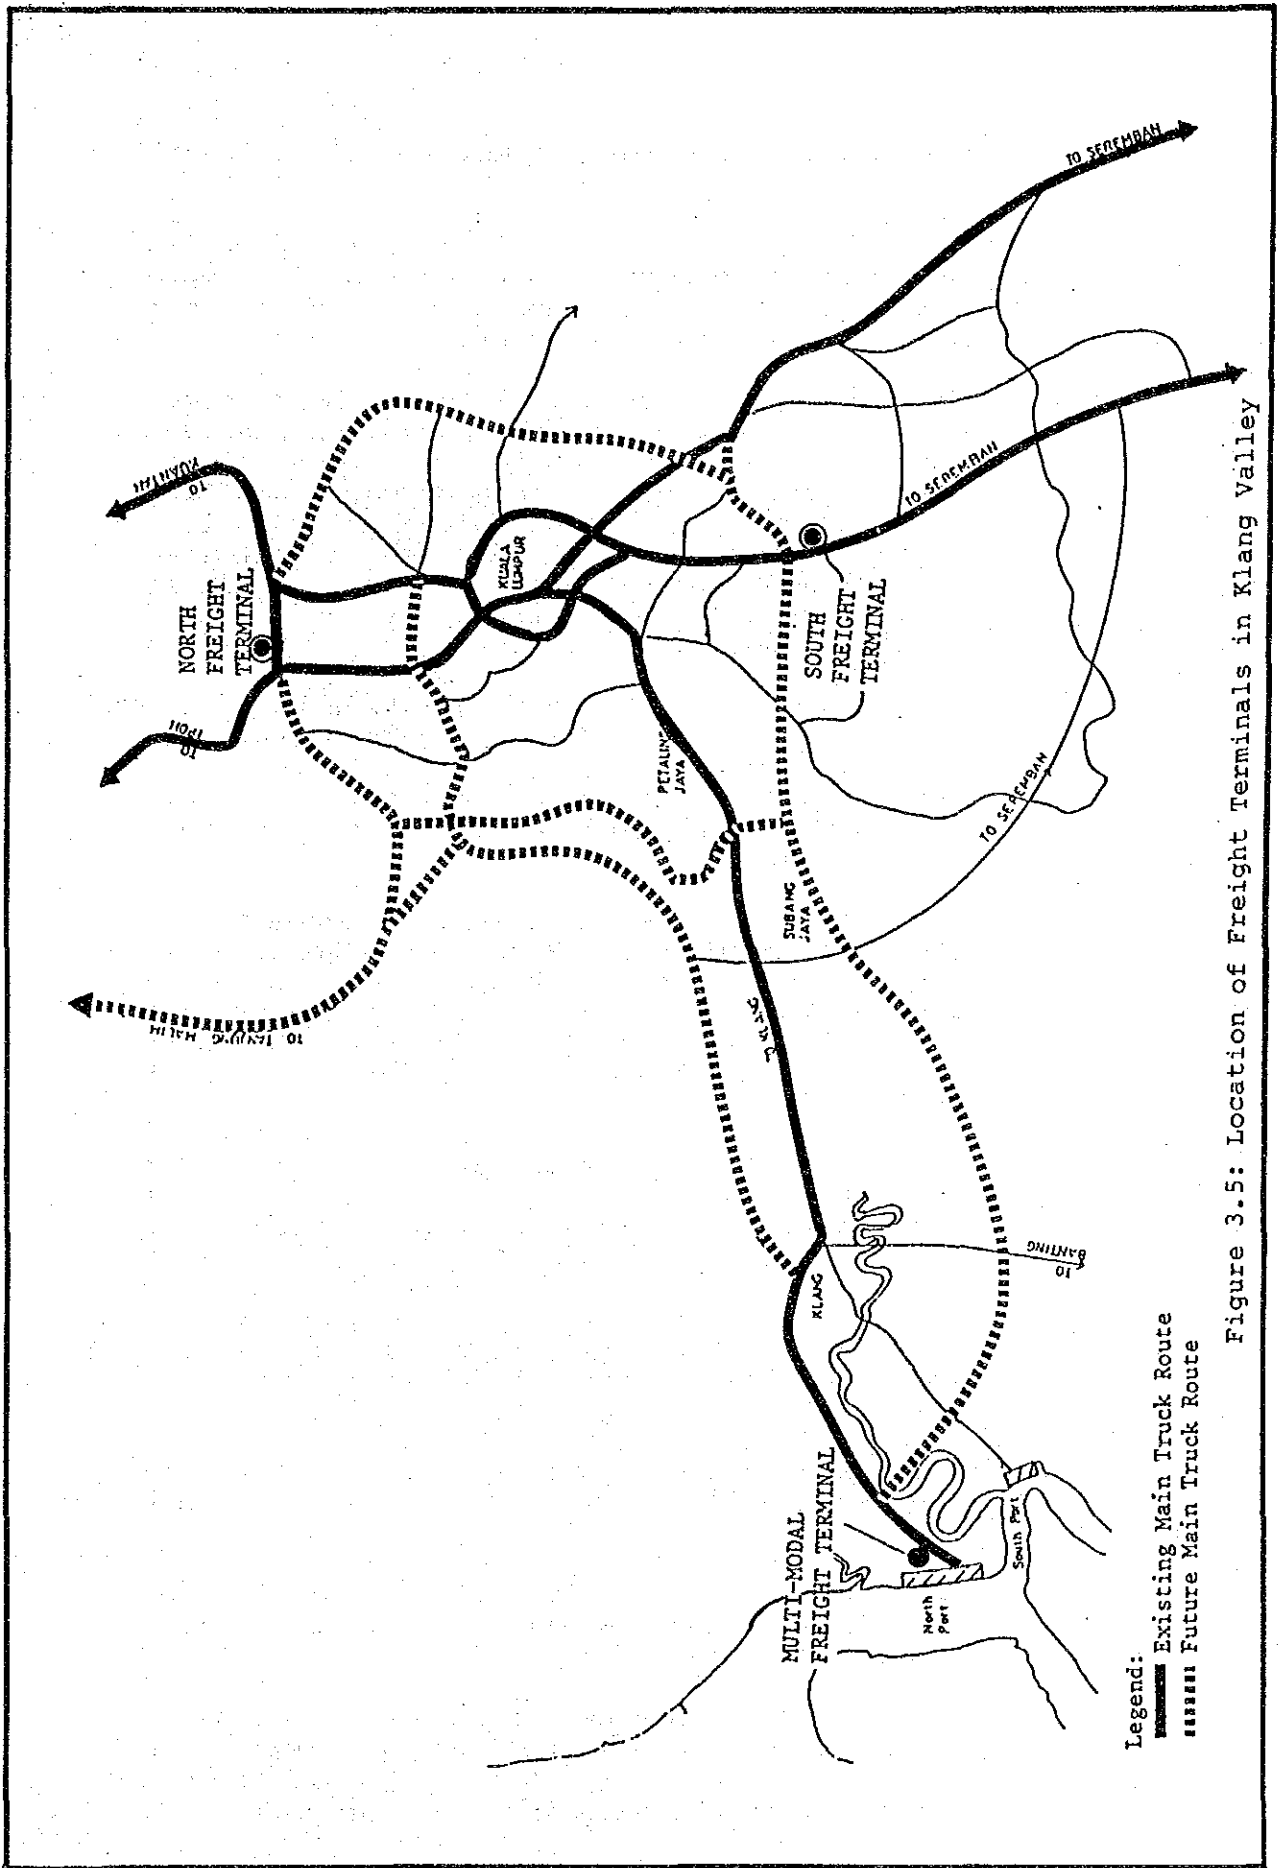 TO
KUANTAN
TO
IPOH
TO TANJUNG MALIM
NORTH
FREIGHT
TERMINAL
KUALA
LUMPUR
PETALING
JAYA
SUBANG
JAYA
SOUTH
FREIGHT
TERMINAL
TO SEREMBAN
TO SEREMBAN
TO SEREMBAN
KLANG
TO
BANTING
MULTI-MODAL
FREIGHT TERMINAL
North
Port
South Port
Legend:
Existing Main Truck Route
Future Main Truck Route
Figure 3.5: Location of Freight Terminals in Klang Valley